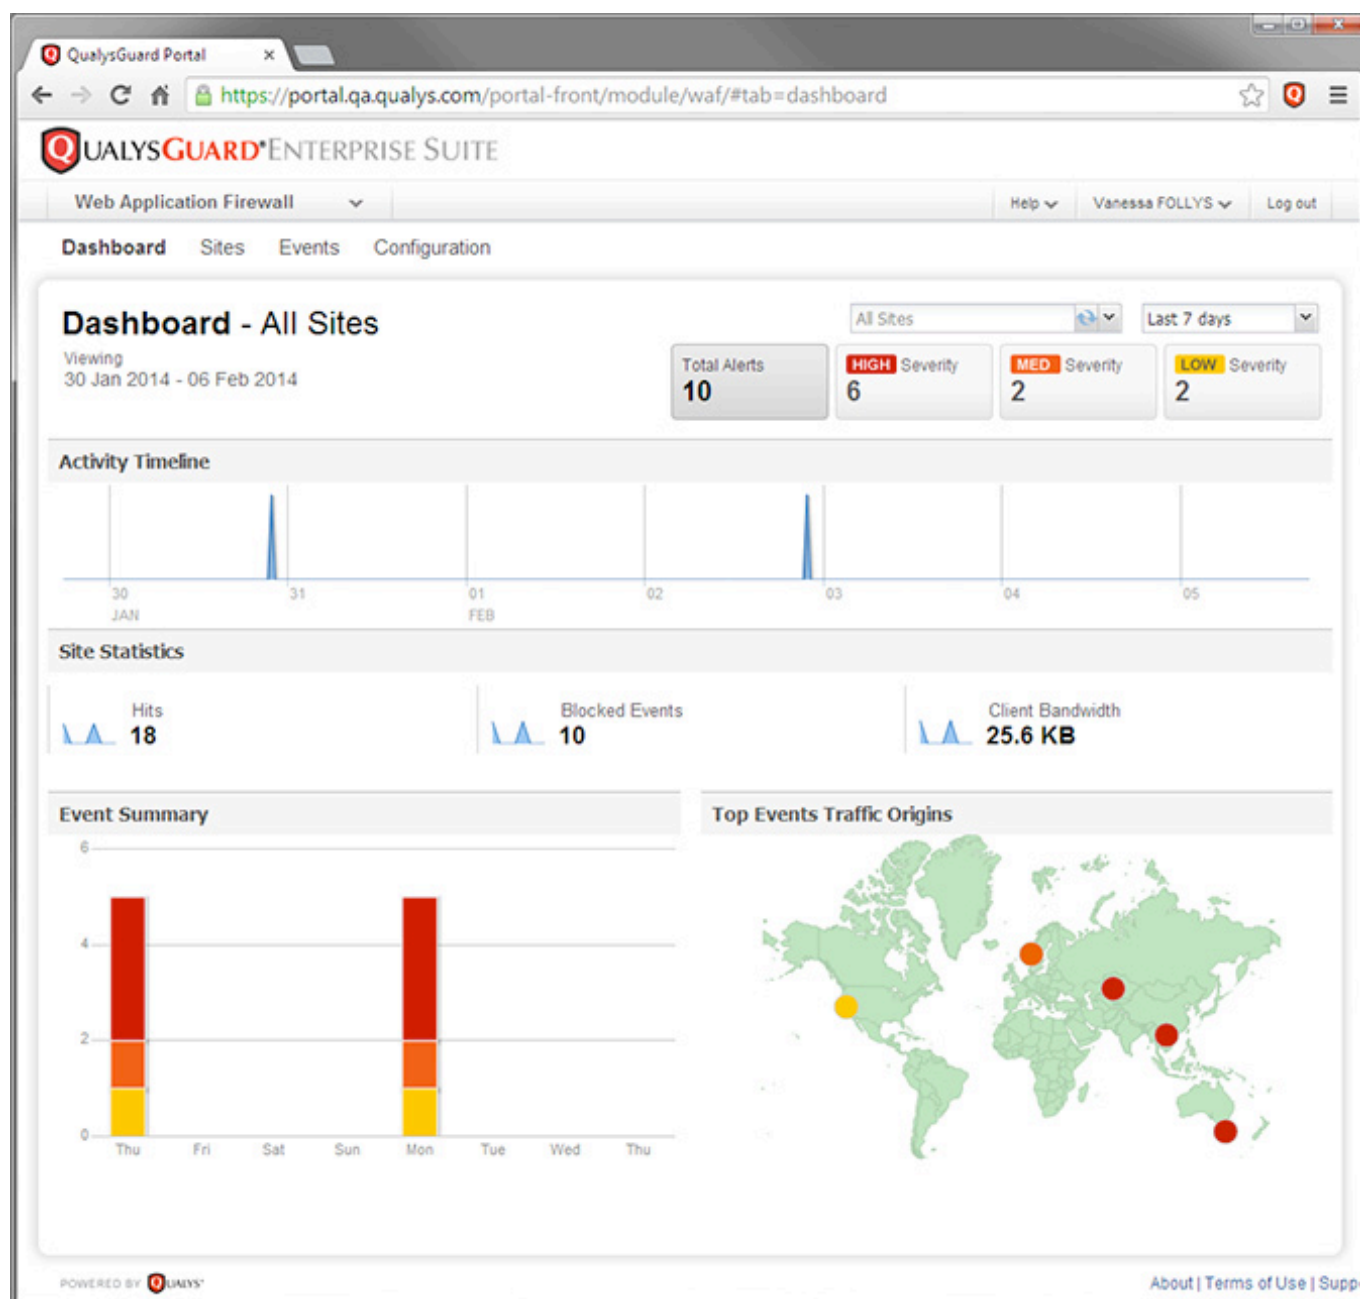 QualysGuard Portal
https://portal.qa.qualys.com/portal-front/module/waf/#tab=dashboard
QUALYSGUARD® ENTERPRISE SUITE
Web Application Firewall
Help
Vanessa FOLLYS
Log out
Dashboard Sites Events Configuration
Dashboard - All Sites
All Sites
Last 7 days
Viewing
30 Jan 2014 - 06 Feb 2014
Total Alerts
10
HIGH Severity
6
MED Severity
2
LOW Severity
2
Activity Timeline
30 31 01 02 03 04 05
JAN FEB
Site Statistics
Hits
18
Blocked Events
10
Client Bandwidth
25.6 KB
Event Summary
6
4
2
0
Thu Fri Sat Sun Mon Tue Wed Thu
Top Events Traffic Origins
POWERED BY QUALYS®
About | Terms of Use | Supp